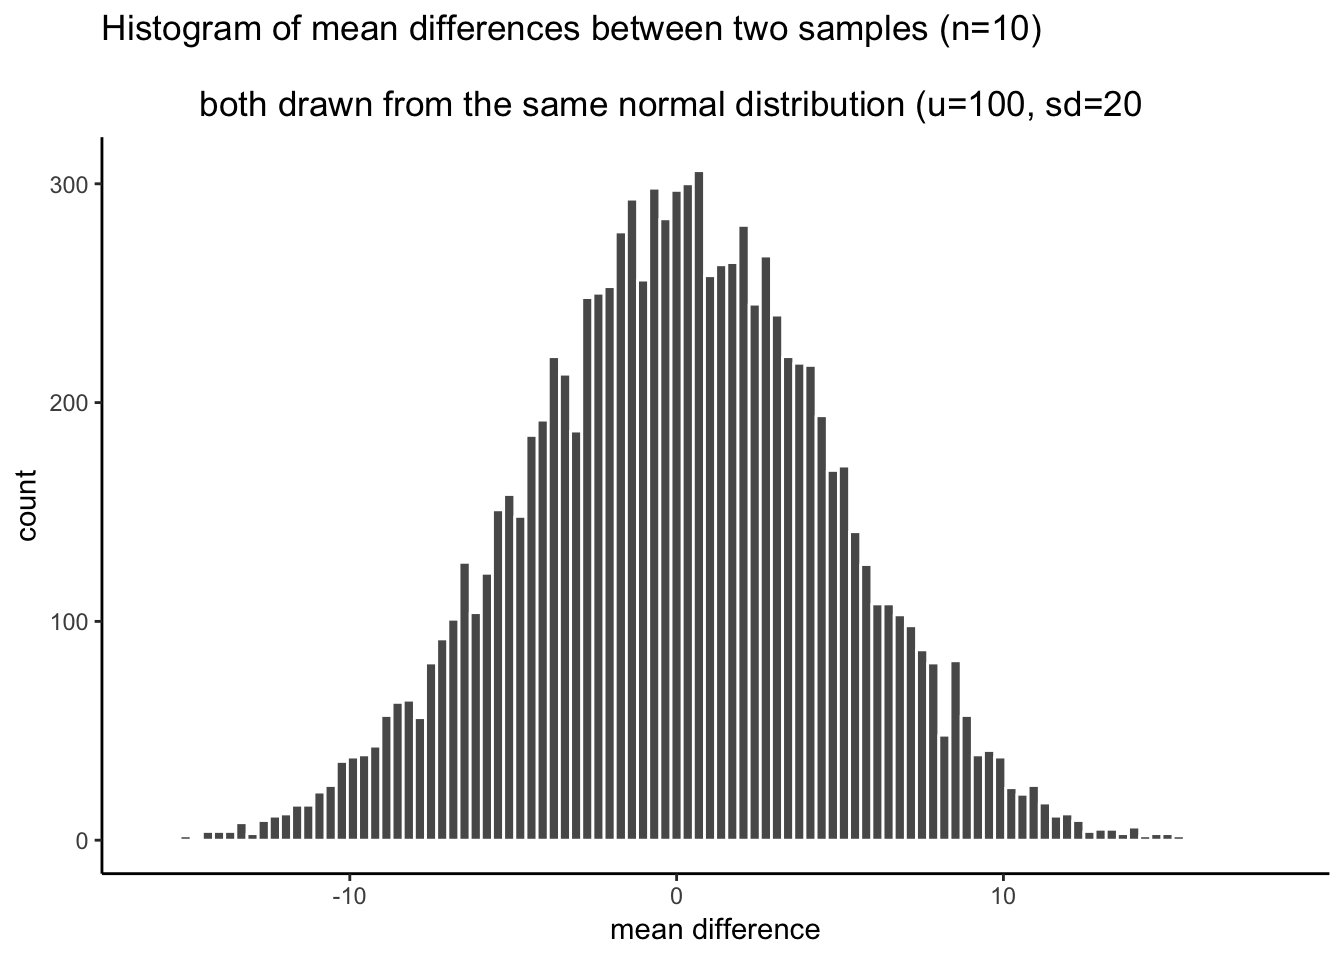 Histogram of mean differences between two samples (n=10)
both drawn from the same normal distribution (u=100, sd=20
300
200
100
0
count
-10
0
10
mean difference